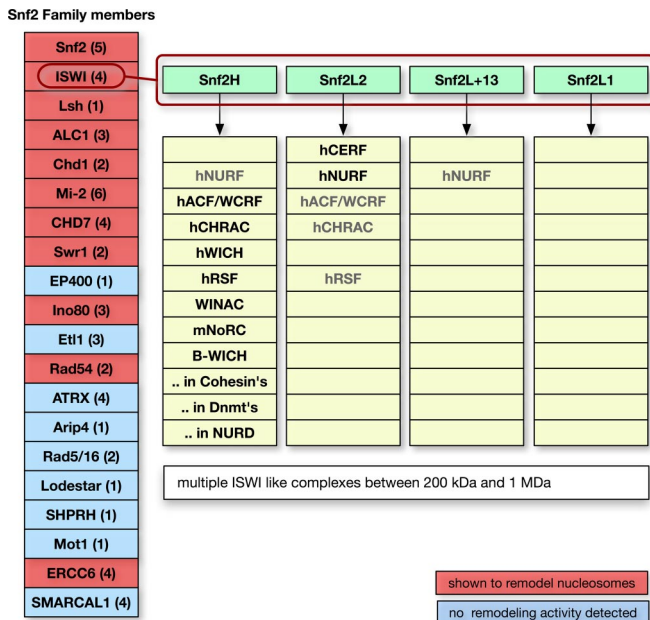 Snf2 Family members
Snf2 (5)
ISWI (4)
Lsh (1)
ALC1 (3)
Chd1 (2)
Mi-2 (6)
CHD7 (4)
Swr1 (2)
EP400 (1)
Ino80 (3)
Etl1 (3)
Rad54 (2)
ATRX (4)
Arip4 (1)
Rad5/16 (2)
Lodestar (1)
SHPRH (1)
Mot1 (1)
ERCC6 (4)
SMARCAL1 (4)
Snf2H
hNURF
hACF/WCRF
hCHRAC
hWICH
hRSF
WINAC
mNoRC
B-WICH
.. in Cohesin's
.. in Dnmt's
.. in NURD
Snf2L2
hCERF
hNURF
hACF/WCRF
hCHRAC
hRSF
Snf2L+13
hNURF
Snf2L1
multiple ISWI like complexes between 200 kDa and 1 MDa
shown to remodel nucleosomes
no remodeling activity detected